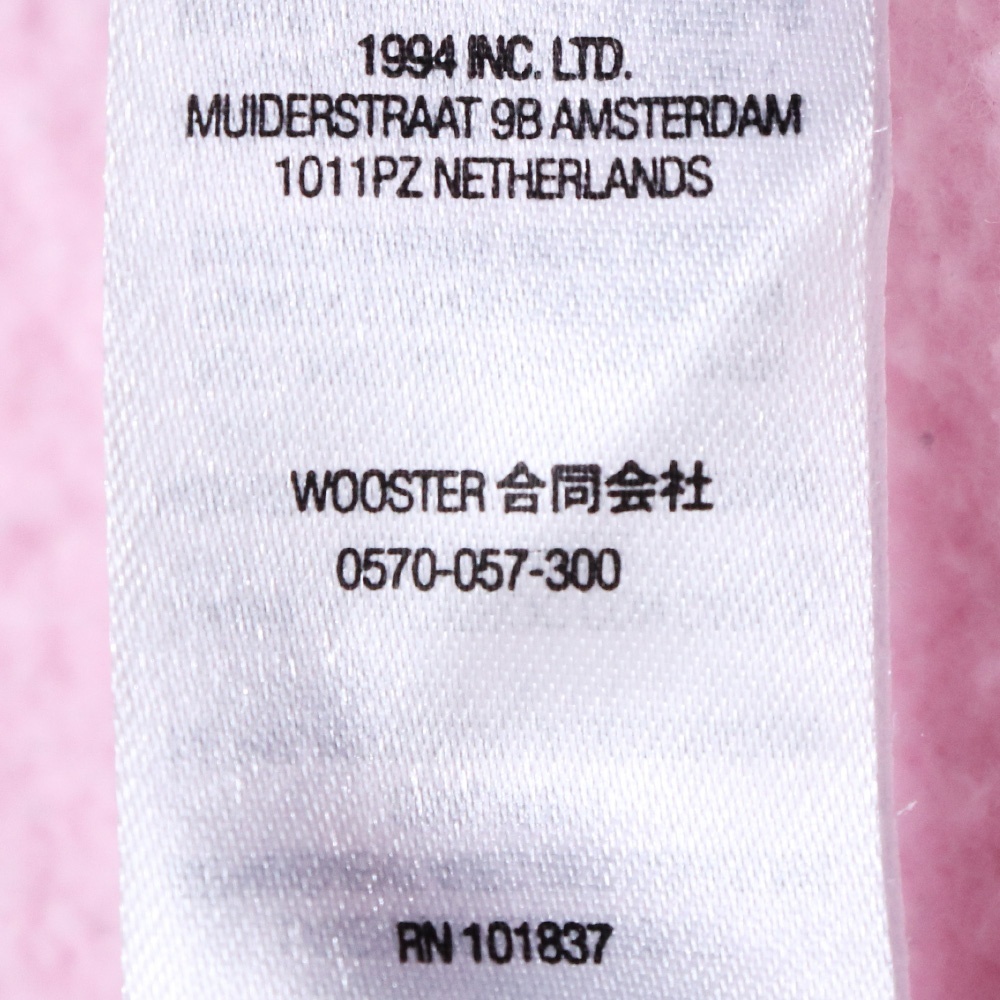 1994 INC. LTD.
MUIDERSTRAAT 9B AMSTERDAM
1011PZ NETHERLANDS
WOOSTER 合同会社
0570-057-300
RN 101837